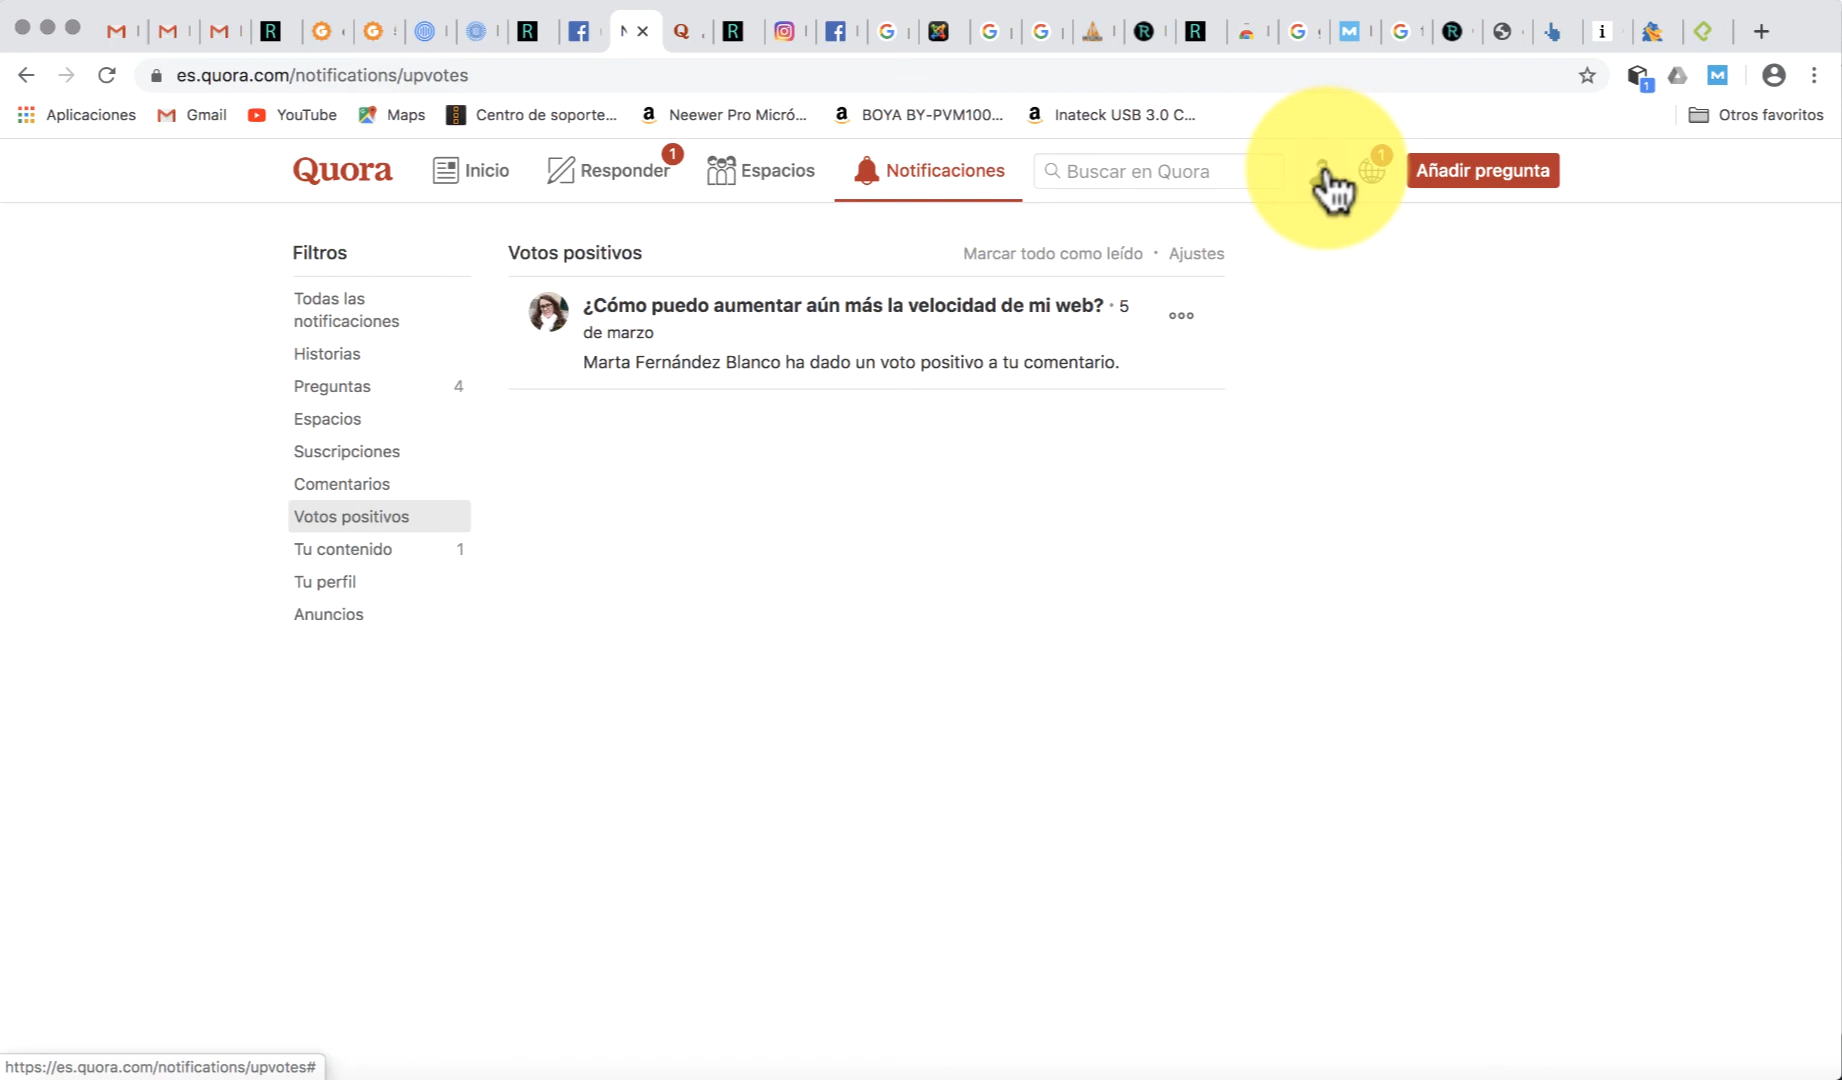 es.quora.com/notifications/upvotes
Aplicaciones Gmail YouTube Maps Centro de soporte... Neewer Pro Micró... BOYA BY-PVM100... Inateck USB 3.0 C... Otros favoritos
Quora Inicio Responder 1 Espacios Notificaciones Buscar en Quora 1 Añadir pregunta
Filtros
Todas las
notificaciones
Historias
Preguntas 4
Espacios
Suscripciones
Comentarios
Votos positivos
Tu contenido 1
Tu perfil
Anuncios
Votos positivos Marcar todo como leído · Ajustes
¿Cómo puedo aumentar aún más la velocidad de mi web? · 5
de marzo
Marta Fernández Blanco ha dado un voto positivo a tu comentario.
https://es.quora.com/notifications/upvotes#